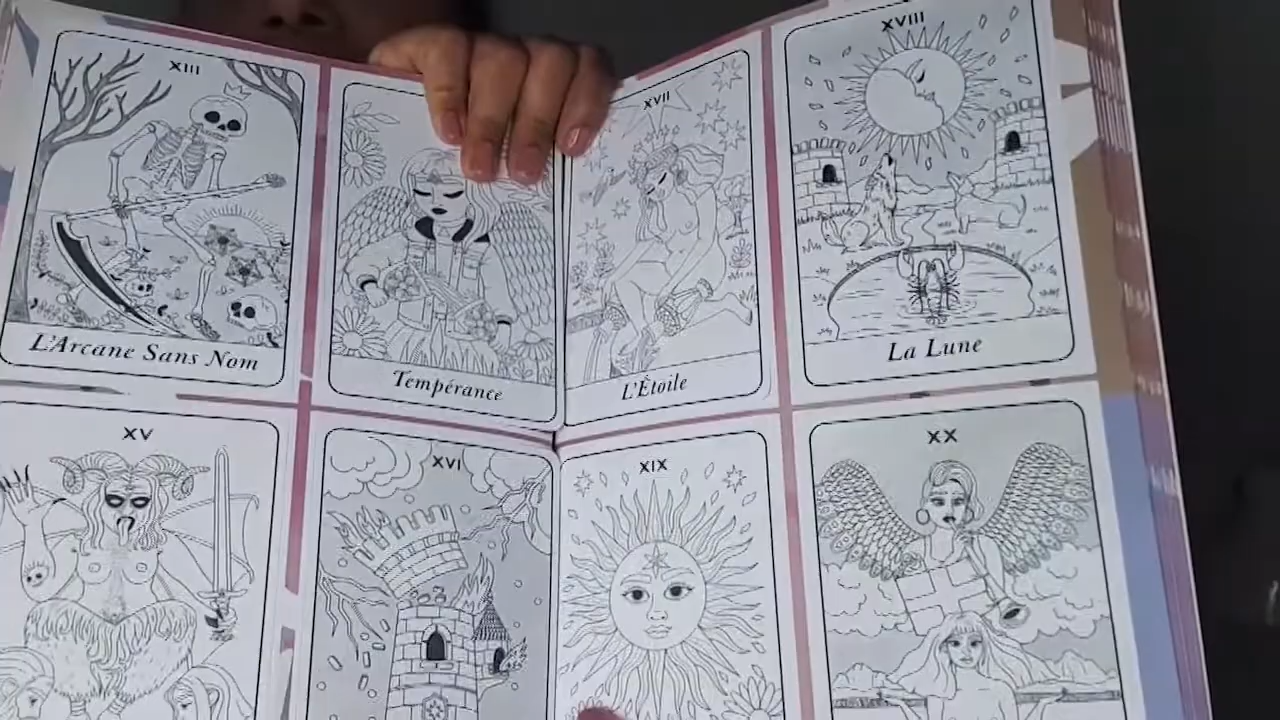 XIII
L'Arcane Sans Nom
Tempérance
XVII
L'Étoile
XVIII
La Lune
XV
XVI
XIX
XX